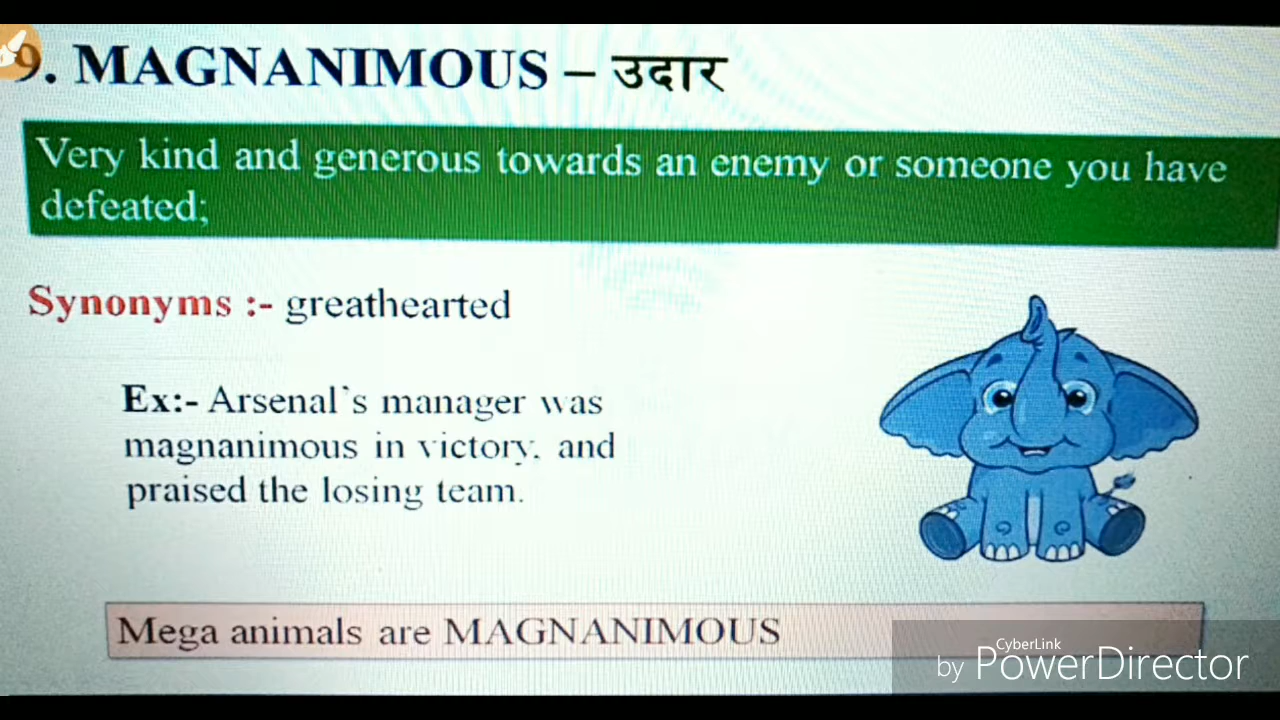 9. MAGNANIMOUS – उदार
Very kind and generous towards an enemy or someone you have
defeated;
Synonyms :- greathearted
Ex:- Arsenal`s manager was
magnanimous in victory, and
praised the losing team.
Mega animals are MAGNANIMOUS
CyberLink
by PowerDirector